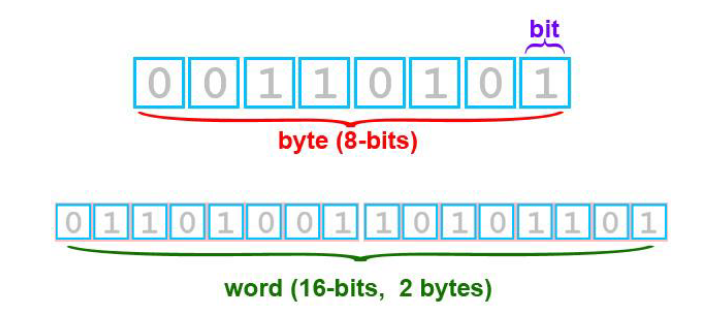 bit
0 0 1 1 0 1 0 1
byte (8-bits)
0 1 1 0 1 0 0 1 1 0 1 0 1 1 0 1
word (16-bits, 2 bytes)